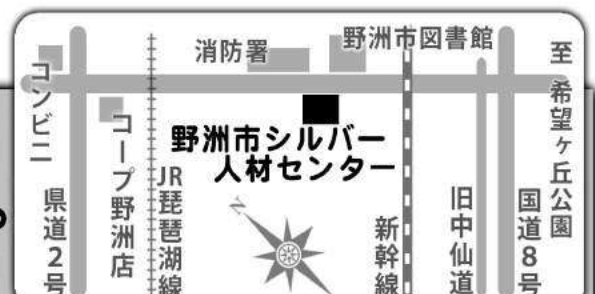 消防署
野洲市図書館
至 希望ヶ丘公園
コンビニ
コープ野洲店
野洲市シルバー
人材センター
県道2号
JR琵琶湖線
N
新幹線
旧中仙道
国道8号